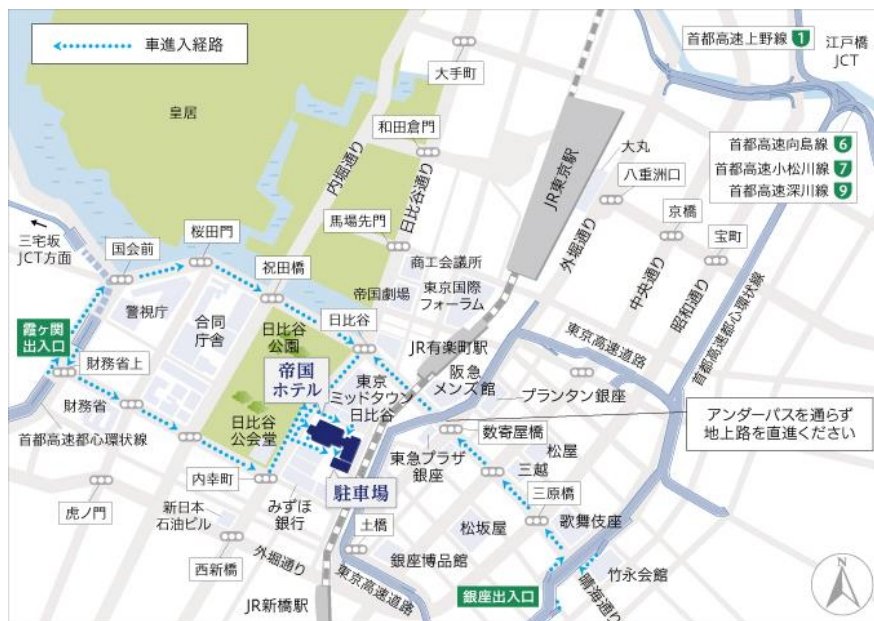 車進入経路
首都高速上野線 1
江戸橋
JCT
大手町
皇居
和田倉門
内堀通り
日比谷通り
JR東京駅
大丸
八重洲口
首都高速向島線 6
首都高速小松川線 7
首都高速深川線 9
馬場先門
外堀通り
京橋
宝町
三宅坂
JCT方面
国会前
桜田門
祝田橋
商工会議所
帝国劇場
東京国際
フォーラム
中央通り
昭和通り
首都高速都心環状線
警視庁
合同
庁舎
日比谷
公園
日比谷
JR有楽町駅
東京高速道路
霞ヶ関
出入口
財務省上
帝国
ホテル
東京
ミッドタウン
日比谷
阪急
メンズ館
プランタン銀座
財務省
日比谷
公会堂
アンダーパスを通らず
地上路を直進ください
首都高速都心環状線
数寄屋橋
東急プラザ
銀座
松屋
三越
内幸町
駐車場
三原橋
虎ノ門
新日本
石油ビル
みずほ
銀行
土橋
松坂屋
歌舞伎座
西新橋
外堀通り
銀座博品館
竹永会館
東京高速道路
銀座出入口
晴海通り
JR新橋駅
N